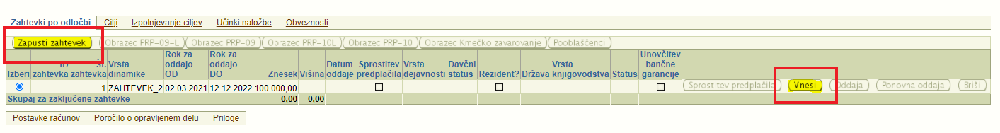 Zahtevki po odločbi Cilji Izpolnjevanje ciljev Učinki naložbe Obveznosti
Zapusti zahtevek Obrazec PRP-09-L Obrazec PRP-09 Obrazec PRP-10L Obrazec PRP-10 Obrazec Kmečko zavarovanje Pooblaščenci
Izberi ID zahtevka Št. zahtevka Vrsta dinamike Rok za oddajo OD Rok za oddajo DO Znesek Višina Datum oddaje Sprostitev predplačila Vrsta dejavnosti Davčni status Rezident? Država Vrsta knjigovodstva Status Unovčitev bančne garancije
1 ZAHTEVEK_2 02.03.2021 12.12.2022 100.000,00 Sprostitev predplačila Vnesi Oddaja Ponovna oddaja Briši
Skupaj za zaključene zahtevke 0,00 0,00
Postavke računov Poročilo o opravljenem delu Priloge